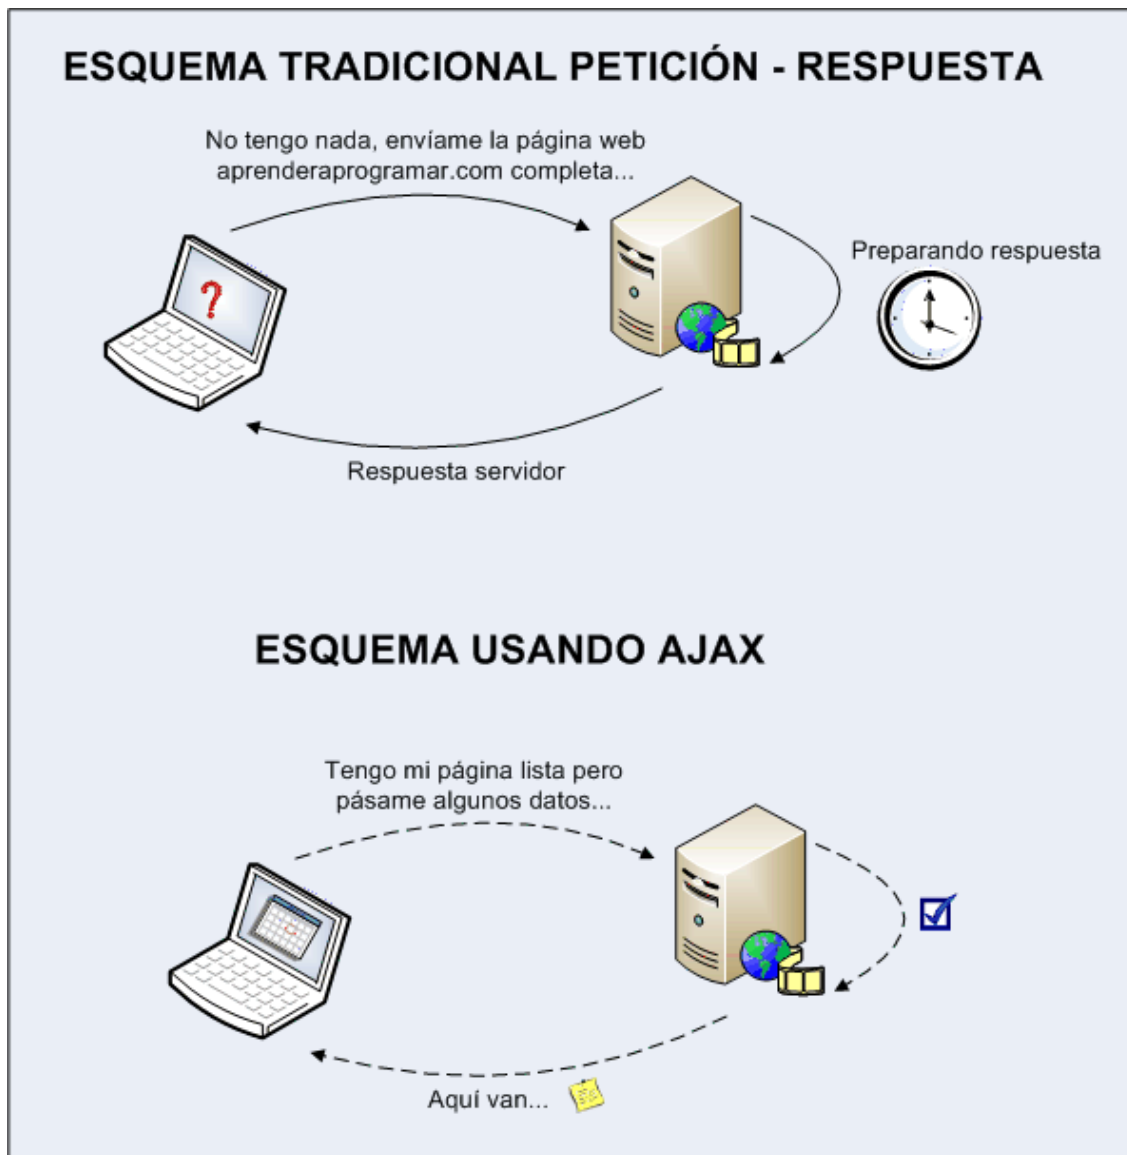 ESQUEMA TRADICIONAL PETICIÓN - RESPUESTA
No tengo nada, envíame la página web
aprenderaprogramar.com completa...
Preparando respuesta
Respuesta servidor
ESQUEMA USANDO AJAX
Tengo mi página lista pero
pásame algunos datos...
Aquí van...